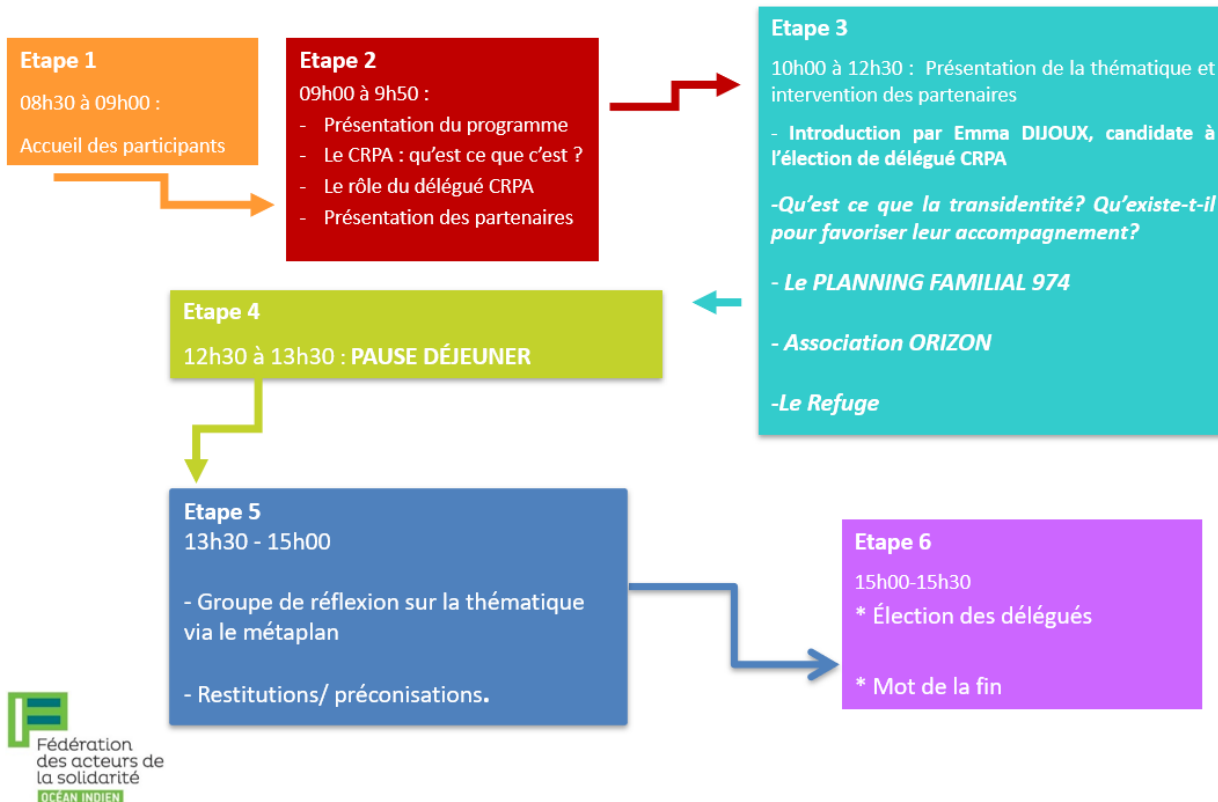 Etape 1
08h30 à 09h00 :
Accueil des participants
Etape 2
09h00 à 9h50 :
- Présentation du programme
- Le CRPA : qu'est ce que c'est ?
- Le rôle du délégué CRPA
- Présentation des partenaires
Etape 3
10h00 à 12h30 : Présentation de la thématique et
intervention des partenaires
- Introduction par Emma DIJOUX, candidate à
l'élection de délégué CRPA
-Qu'est ce que la transidentité? Qu'existe-t-il
pour favoriser leur accompagnement?
- Le PLANNING FAMILIAL 974
- Association ORIZON
-Le Refuge
Etape 4
12h30 à 13h30 : PAUSE DÉJEUNER
Etape 5
13h30 - 15h00
- Groupe de réflexion sur la thématique
via le métaplan
- Restitutions/ préconisations.
Etape 6
15h00-15h30
* Élection des délégués
* Mot de la fin
Fédération
des acteurs de
la solidarité
OCÉAN INDIEN